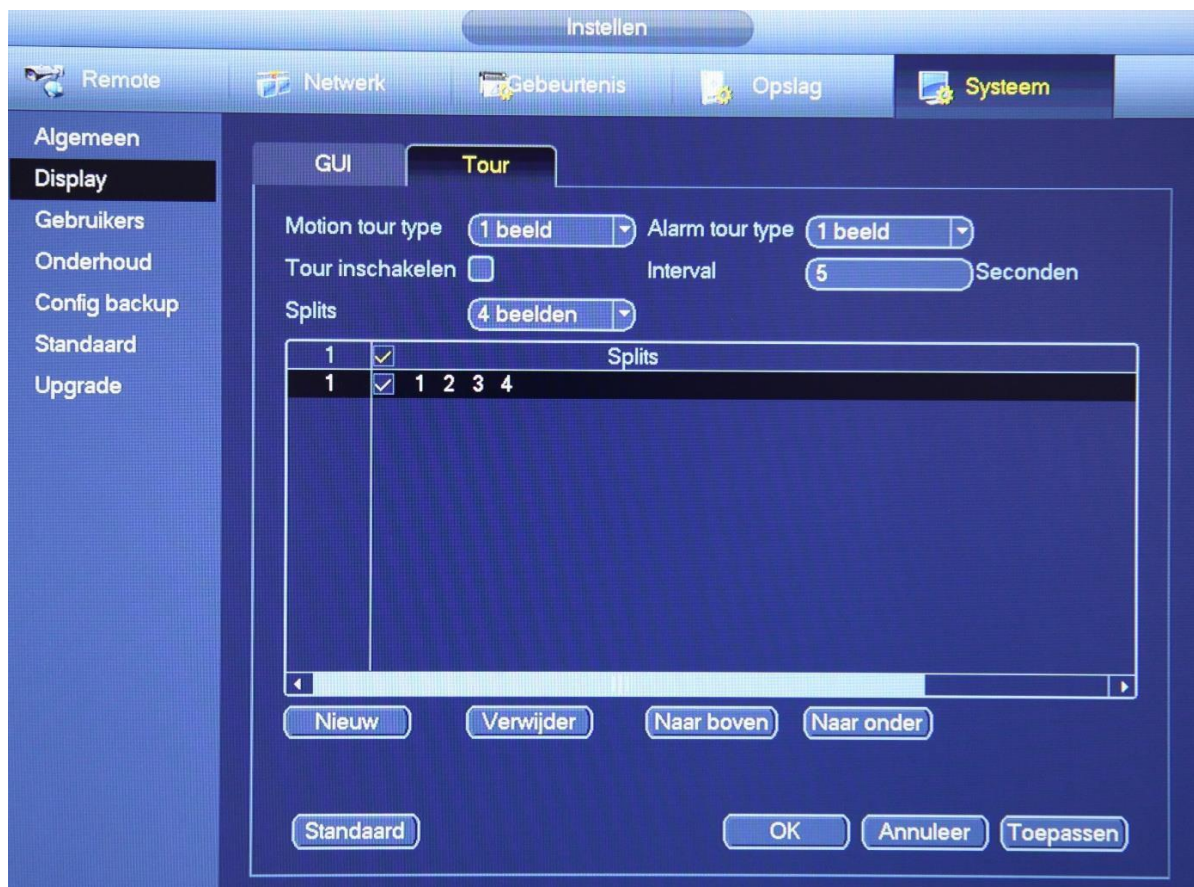 Instellen
Remote Netwerk Gebeurtenis Opslag Systeem
Algemeen
Display
Gebruikers
Onderhoud
Config backup
Standaard
Upgrade
GUI Tour
Motion tour type 1 beeld Alarm tour type 1 beeld
Tour inschakelen Interval 5 Seconden
Splits 4 beelden
1 Splits
1 1 2 3 4
Nieuw Verwijder Naar boven Naar onder
Standaard OK Annuleer Toepassen